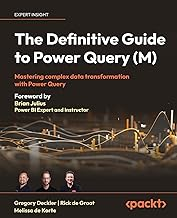 EXPERT INSIGHT
The Definitive Guide
to Power Query (M)
Mastering complex data transformation
with Power Query
Foreword by
Brian Julius
Power BI Expert and Instructor
Gregory Deckler | Rick de Groot
Melissa de Korte
<packt>